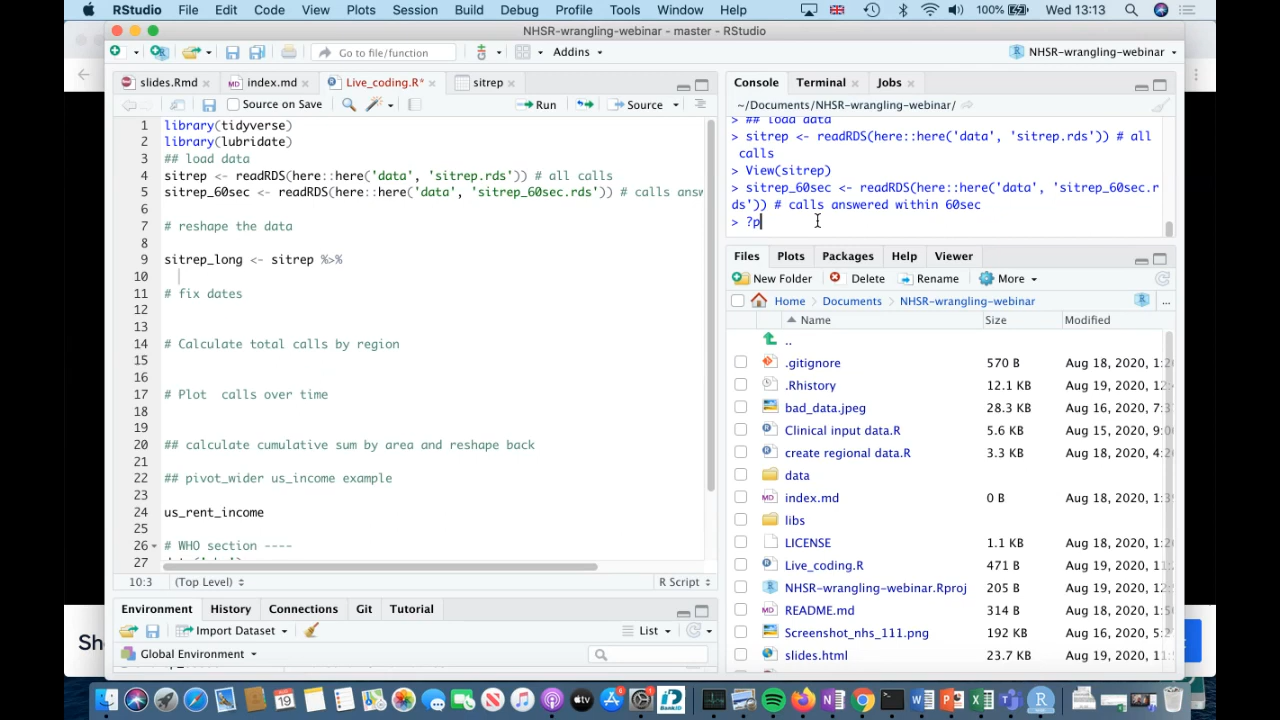 RStudio File Edit Code View Plots Session Build Debug Profile Tools Window Help 100% Wed 13:13
NHSR-wrangling-webinar - master - RStudio
Go to file/function Addins NHSR-wrangling-webinar
slides.Rmd index.md Live_coding.R* sitrep
Source on Save Run Source
1 library(tidyverse)
2 library(lubridate)
3 ## load data
4 sitrep <- readRDS(here::here('data', 'sitrep.rds')) # all calls
5 sitrep_60sec <- readRDS(here::here('data', 'sitrep_60sec.rds')) # calls answ
6
7 # reshape the data
8
9 sitrep_long <- sitrep %>%
10
11 # fix dates
12
13
14 # Calculate total calls by region
15
16
17 # Plot  calls over time
18
19
20 ## calculate cumulative sum by area and reshape back
21
22 ## pivot_wider us_income example
23
24 us_rent_income
25
26 # WHO section ----
27
10:3 (Top Level) R Script
Environment History Connections Git Tutorial
Import Dataset List
Global Environment
Console Terminal Jobs
~/Documents/NHSR-wrangling-webinar/
> ## load data
> sitrep <- readRDS(here::here('data', 'sitrep.rds')) # all
calls
> View(sitrep)
> sitrep_60sec <- readRDS(here::here('data', 'sitrep_60sec.r
ds')) # calls answered within 60sec
> ?p
Files Plots Packages Help Viewer
New Folder Delete Rename More
Home Documents NHSR-wrangling-webinar ...
Name Size Modified
..
.gitignore 570 B Aug 18, 2020, 1:2
.Rhistory 12.1 KB Aug 19, 2020, 12:
bad_data.jpeg 28.3 KB Aug 16, 2020, 7:3
Clinical input data.R 5.6 KB Aug 15, 2020, 9:0
create regional data.R 3.3 KB Aug 18, 2020, 4:2
data
index.md 0 B Aug 18, 2020, 1:3
libs
LICENSE 1.1 KB Aug 18, 2020, 1:2
Live_coding.R 471 B Aug 19, 2020, 11:
NHSR-wrangling-webinar.Rproj 205 B Aug 19, 2020, 12:
README.md 314 B Aug 18, 2020, 1:5
Screenshot_nhs_111.png 192 KB Aug 16, 2020, 5:2
slides.html 23.7 KB Aug 19, 2020, 11:
Sh